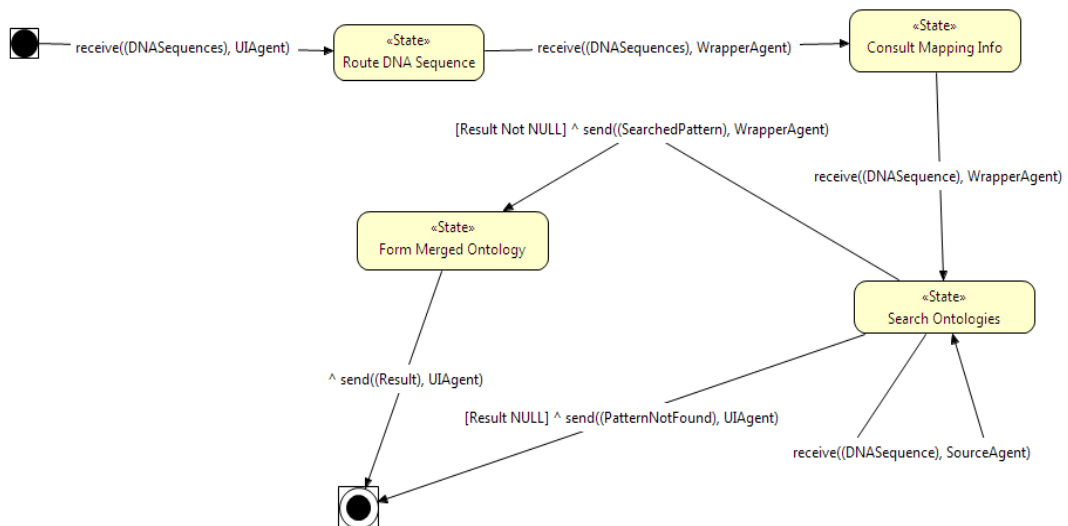 receive((DNASequences), UIAgent)
«State»
Route DNA Sequence
receive((DNASequences), WrapperAgent)
«State»
Consult Mapping Info
[Result Not NULL] ^ send((SearchedPattern), WrapperAgent)
receive((DNASequence), WrapperAgent)
«State»
Form Merged Ontology
«State»
Search Ontologies
^ send((Result), UIAgent)
[Result NULL] ^ send((PatternNotFound), UIAgent)
receive((DNASequence), SourceAgent)